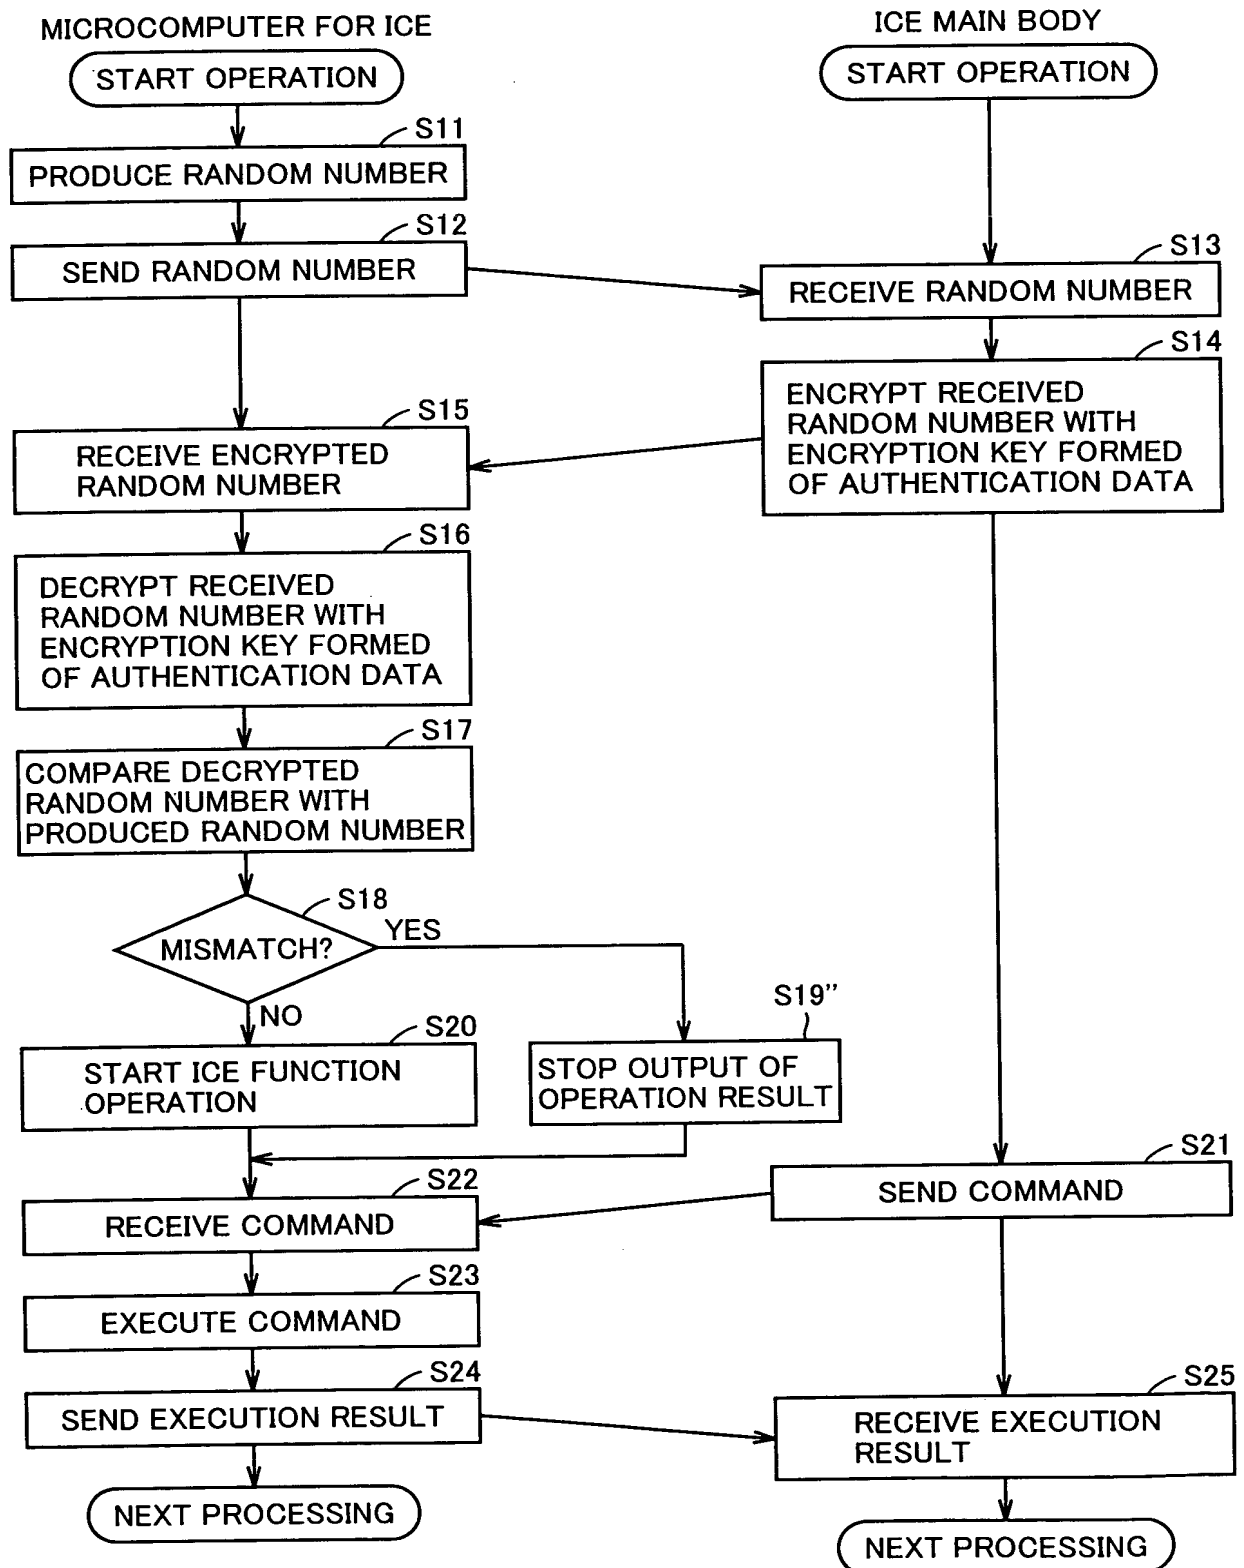 MICROCOMPUTER FOR ICE
START OPERATION
S11
PRODUCE RANDOM NUMBER
S12
SEND RANDOM NUMBER
S15
RECEIVE ENCRYPTED
RANDOM NUMBER
S16
DECRYPT RECEIVED
RANDOM NUMBER WITH
ENCRYPTION KEY FORMED
OF AUTHENTICATION DATA
S17
COMPARE DECRYPTED
RANDOM NUMBER WITH
PRODUCED RANDOM NUMBER
S18
MISMATCH?
YES
NO
S19''
STOP OUTPUT OF
OPERATION RESULT
S20
START ICE FUNCTION
OPERATION
S22
RECEIVE COMMAND
S23
EXECUTE COMMAND
S24
SEND EXECUTION RESULT
NEXT PROCESSING
ICE MAIN BODY
START OPERATION
S13
RECEIVE RANDOM NUMBER
S14
ENCRYPT RECEIVED
RANDOM NUMBER WITH
ENCRYPTION KEY FORMED
OF AUTHENTICATION DATA
S21
SEND COMMAND
S25
RECEIVE EXECUTION
RESULT
NEXT PROCESSING